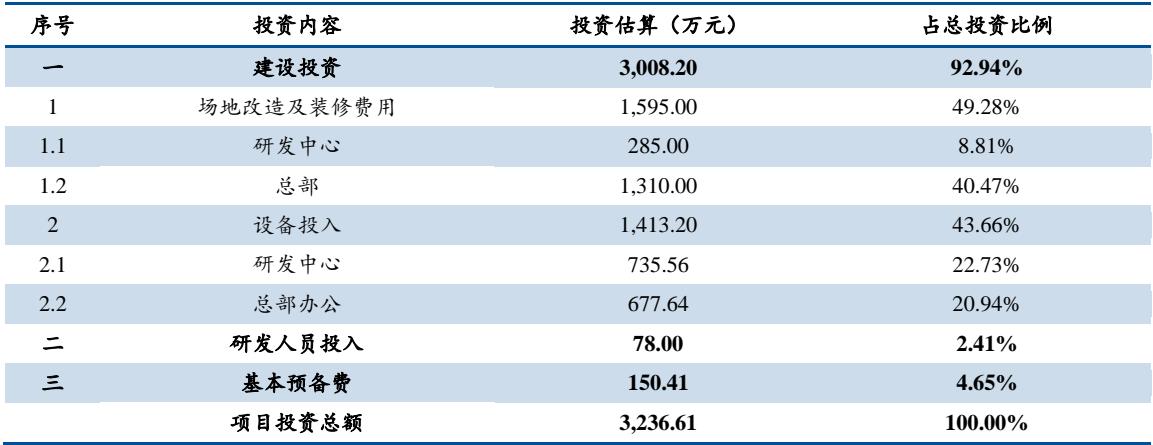 序号 投资内容 投资估算（万元） 占总投资比例
一 建设投资 3,008.20 92.94%
1 场地改造及装修费用 1,595.00 49.28%
1.1 研发中心 285.00 8.81%
1.2 总部 1,310.00 40.47%
2 设备投入 1,413.20 43.66%
2.1 研发中心 735.56 22.73%
2.2 总部办公 677.64 20.94%
二 研发人员投入 78.00 2.41%
三 基本预备费 150.41 4.65%
项目投资总额 3,236.61 100.00%